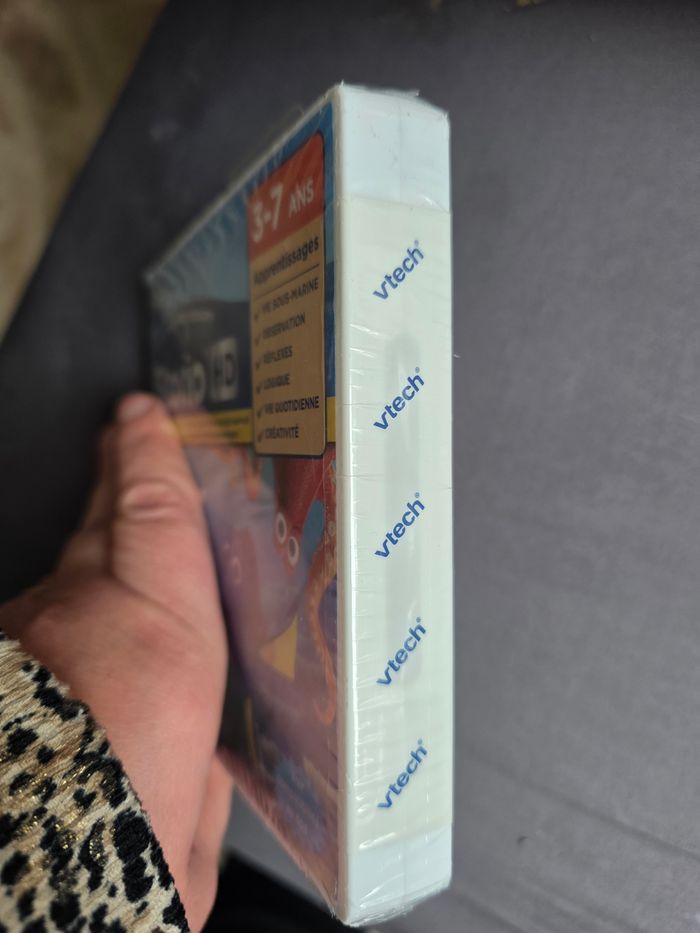 3-7 ANS
Apprentissages
VIE SOUS-MARINE
OBSERVATION
RÉFLEXES
LOGIQUE
VIE QUOTIDIENNE
CRÉATIVITÉ
HD
vtech®
vtech®
vtech®
vtech®
vtech®